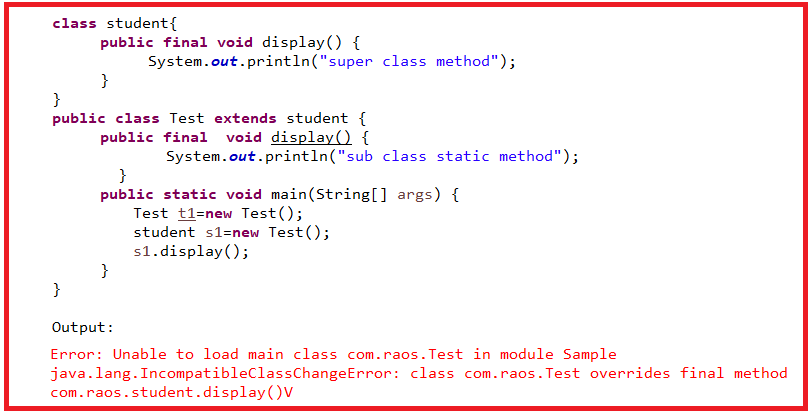 class student{
public final void display() {
System.out.println("super class method");
}
}
public class Test extends student {
public final  void display() {
System.out.println("sub class static method");
}
public static void main(String[] args) {
Test t1=new Test();
student s1=new Test();
s1.display();
}
}
Output:
Error: Unable to load main class com.raos.Test in module Sample
java.lang.IncompatibleClassChangeError: class com.raos.Test overrides final method
com.raos.student.display()V